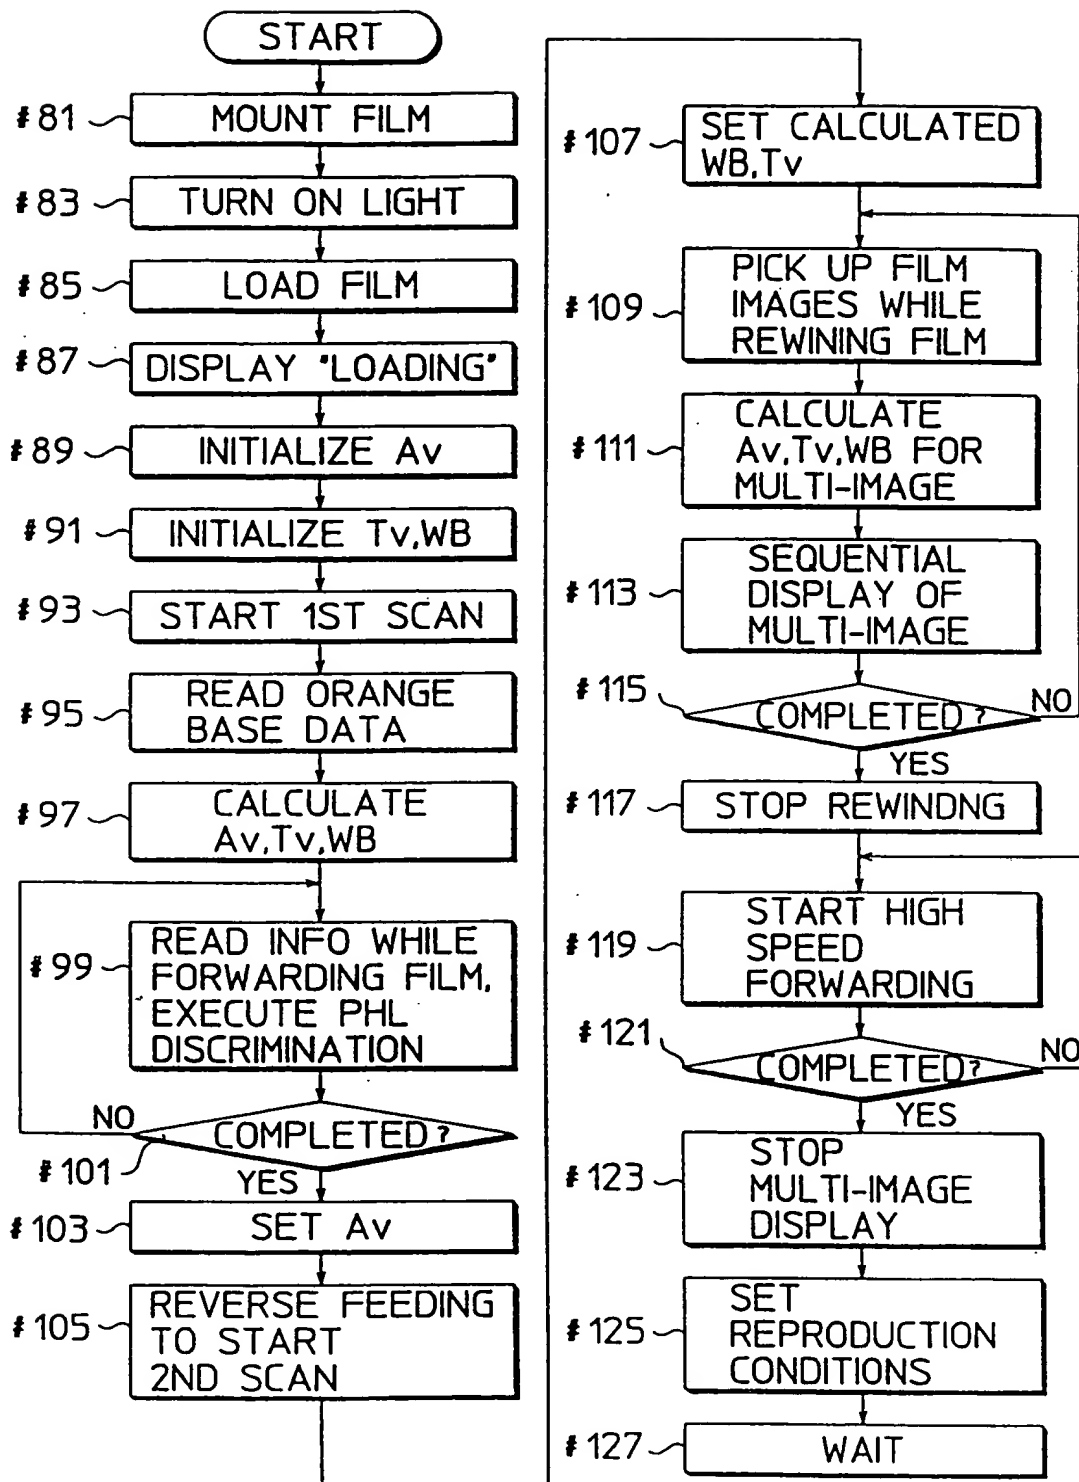 START
#81
MOUNT FILM
#83
TURN ON LIGHT
#85
LOAD FILM
#87
DISPLAY "LOADING"
#89
INITIALIZE Av
#91
INITIALIZE Tv,WB
#93
START 1ST SCAN
#95
READ ORANGE
BASE DATA
#97
CALCULATE
Av,Tv,WB
#99
READ INFO WHILE
FORWARDING FILM,
EXECUTE PHL
DISCRIMINATION
NO
COMPLETED?
#101
YES
#103
SET Av
#105
REVERSE FEEDING
TO START
2ND SCAN
#107
SET CALCULATED
WB,Tv
#109
PICK UP FILM
IMAGES WHILE
REWINING FILM
#111
CALCULATE
Av,Tv,WB FOR
MULTI-IMAGE
#113
SEQUENTIAL
DISPLAY OF
MULTI-IMAGE
#115
COMPLETED?
NO
YES
#117
STOP REWINDNG
#119
START HIGH
SPEED
FORWARDING
#121
COMPLETED?
NO
YES
#123
STOP
MULTI-IMAGE
DISPLAY
#125
SET
REPRODUCTION
CONDITIONS
#127
WAIT